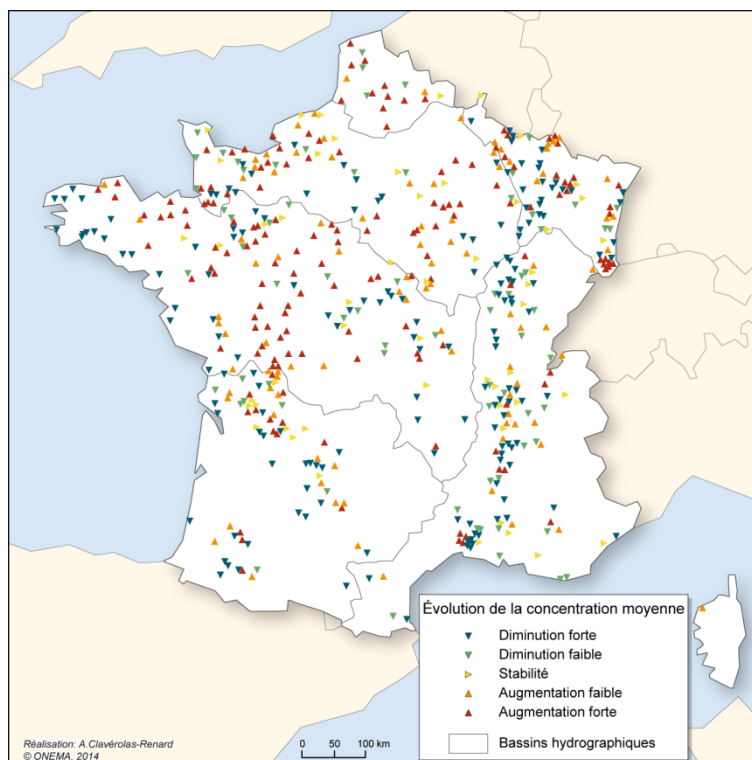 Évolution de la concentration moyenne
Diminution forte
Diminution faible
Stabilité
Augmentation faible
Augmentation forte
Bassins hydrographiques
Réalisation: A.Clavérolas-Renard
© ONEMA, 2014
0 50 100 km